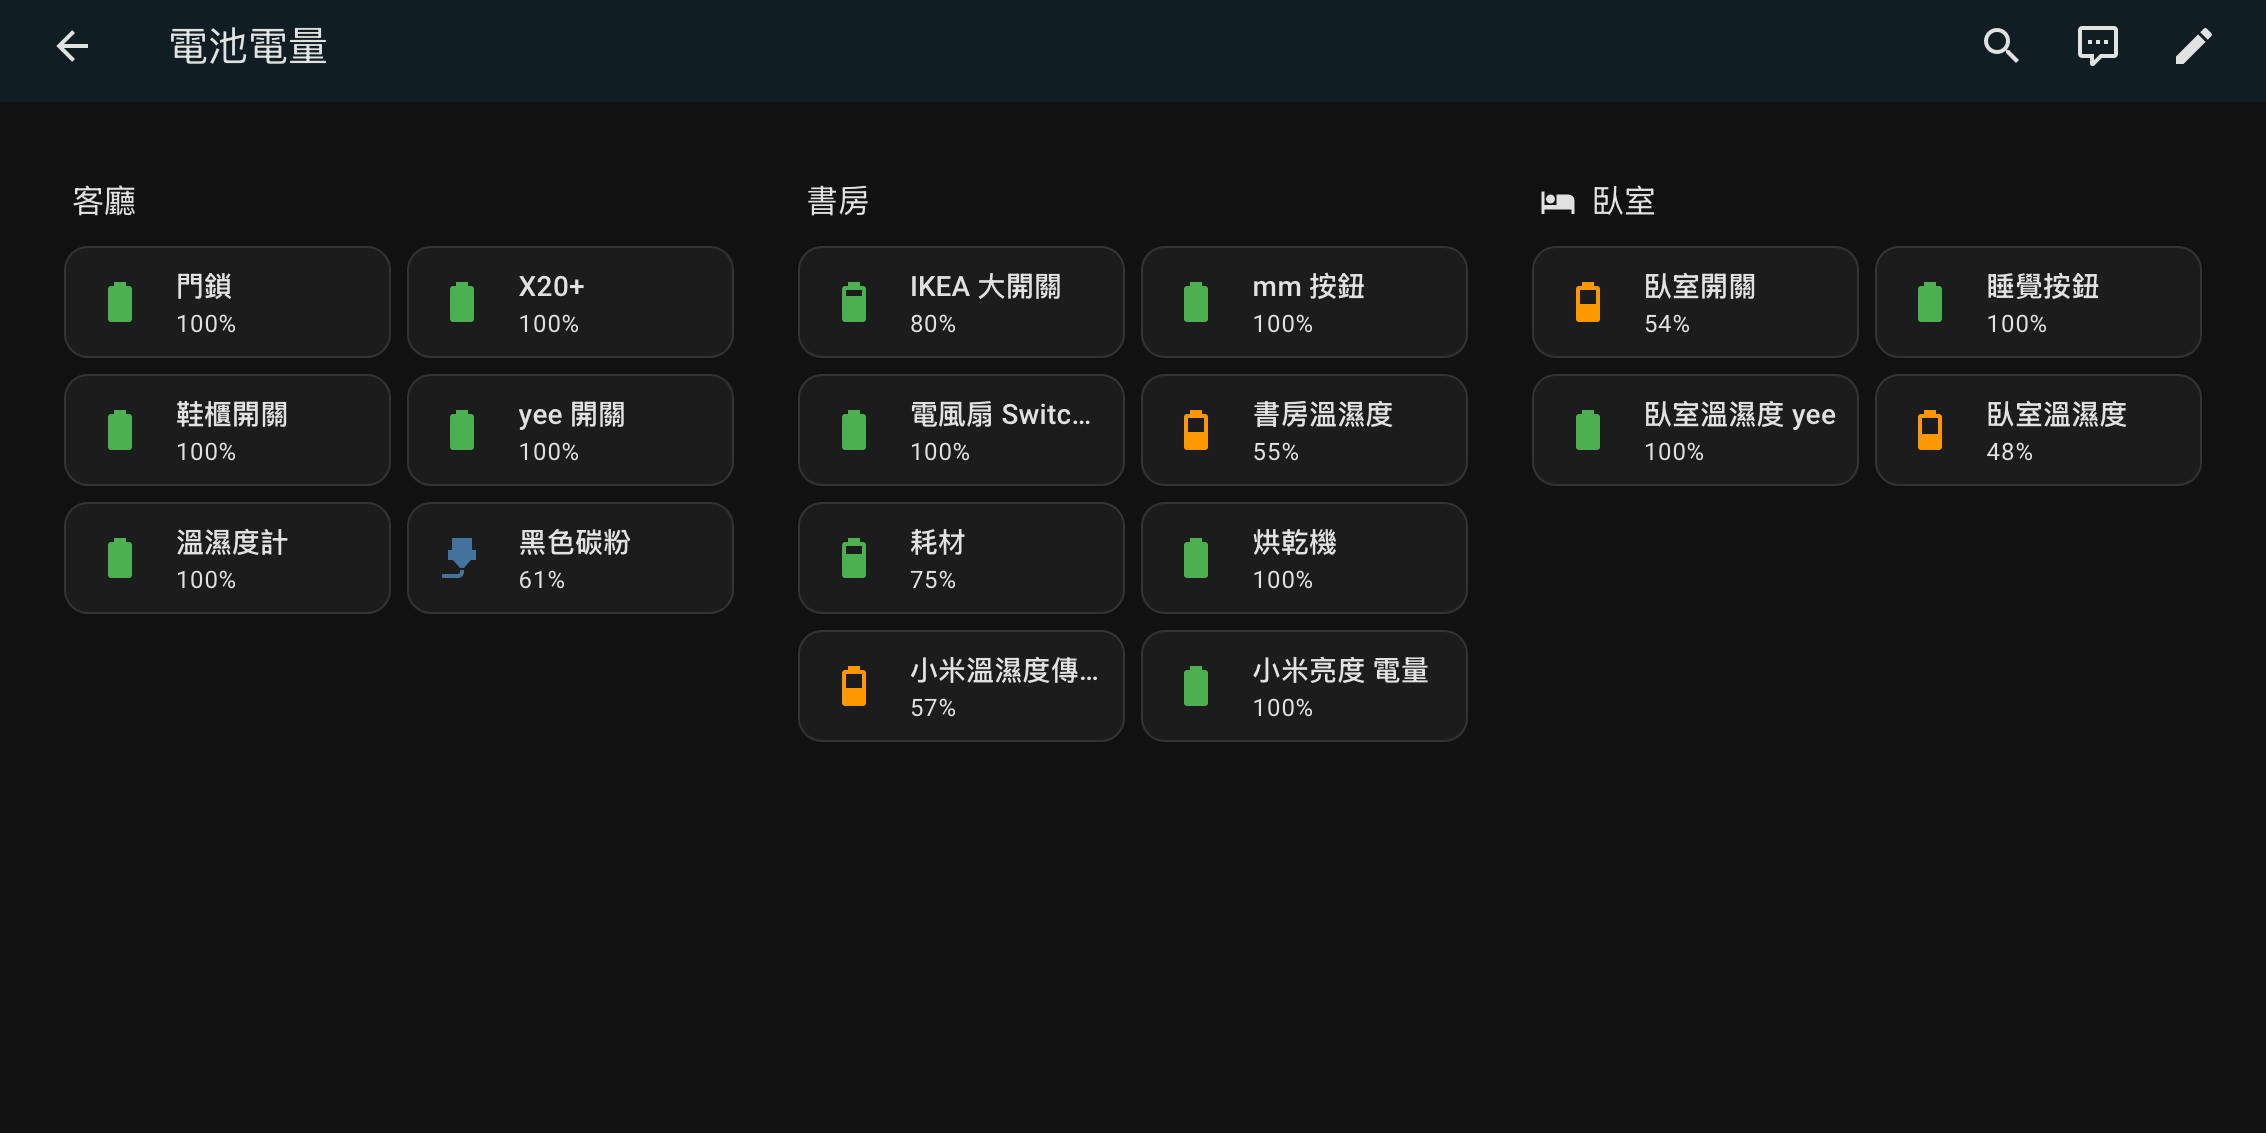 電池電量
客廳
門鎖
100%
X20+
100%
鞋櫃開關
100%
yee 開關
100%
溫濕度計
100%
黑色碳粉
61%
書房
IKEA 大開關
80%
mm 按鈕
100%
電風扇 Switc...
100%
書房溫濕度
55%
耗材
75%
烘乾機
100%
小米溫濕度傳...
57%
小米亮度 電量
100%
臥室
臥室開關
54%
睡覺按鈕
100%
臥室溫濕度 yee
100%
臥室溫濕度
48%